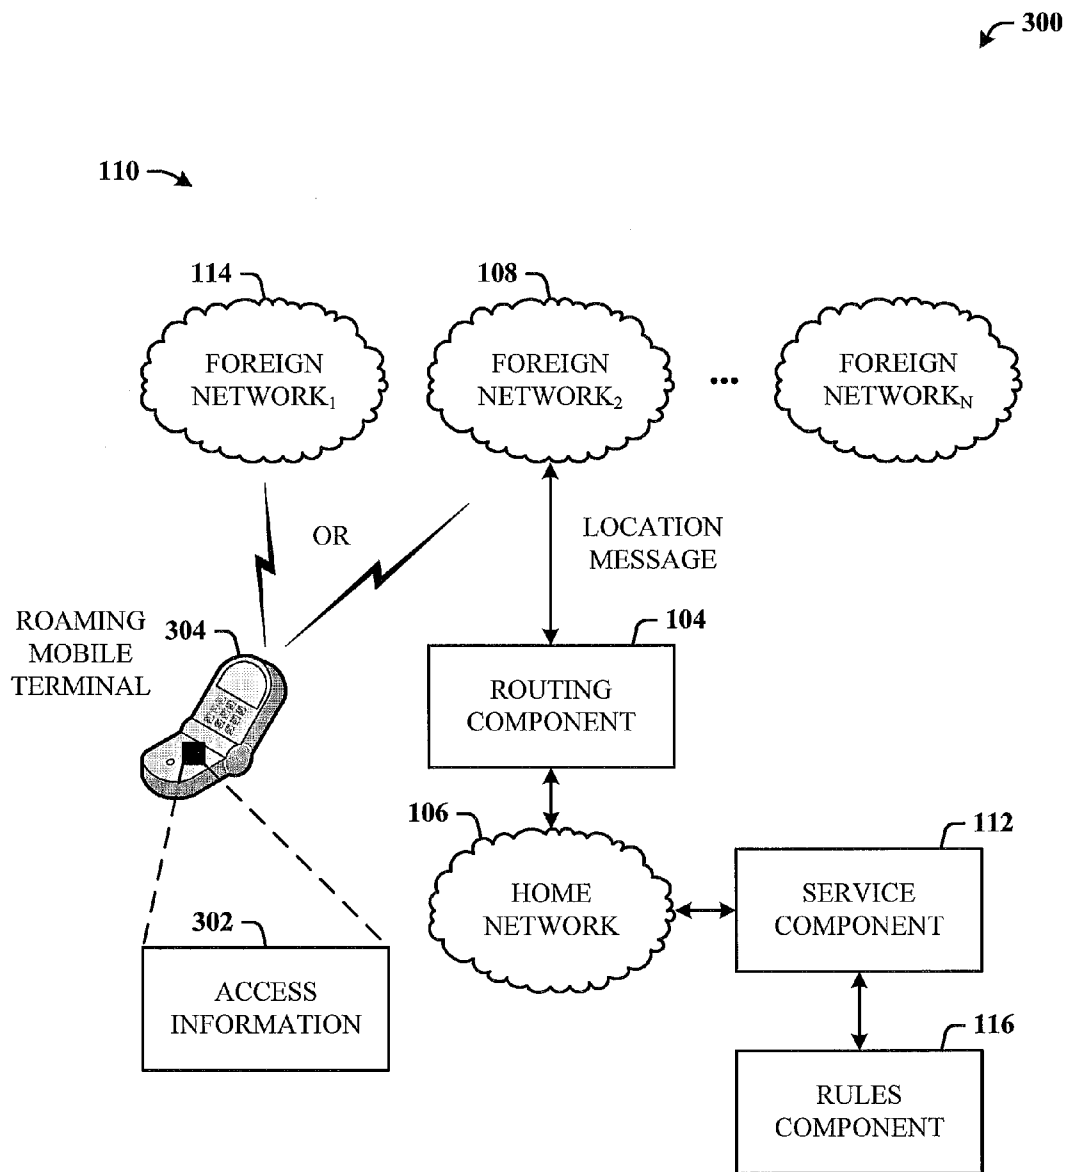 300
110
114
108
FOREIGN
NETWORK₁
FOREIGN
NETWORK₂
...
FOREIGN
NETWORKN
OR
LOCATION
MESSAGE
ROAMING
MOBILE
TERMINAL
304
104
ROUTING
COMPONENT
106
112
HOME
NETWORK
SERVICE
COMPONENT
302
ACCESS
INFORMATION
116
RULES
COMPONENT